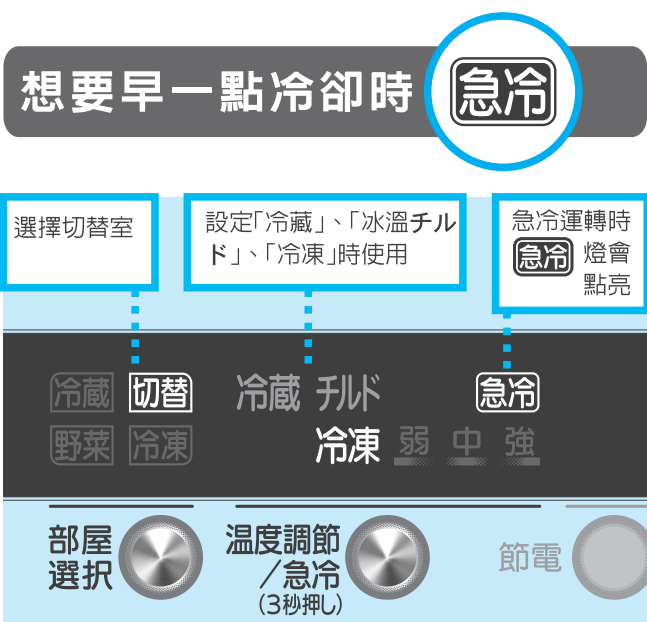 想要早一點冷卻時 急冷
選擇切替室
設定「冷藏」、「冰溫チル
ド」、「冷凍」時使用
急冷運轉時
急冷 燈會
點亮
冷蔵 切替 冷蔵 チルド 急冷
野菜 冷凍 冷凍 弱 中 強
部屋
選択
温度調節
／急冷
(3秒押し)
節電